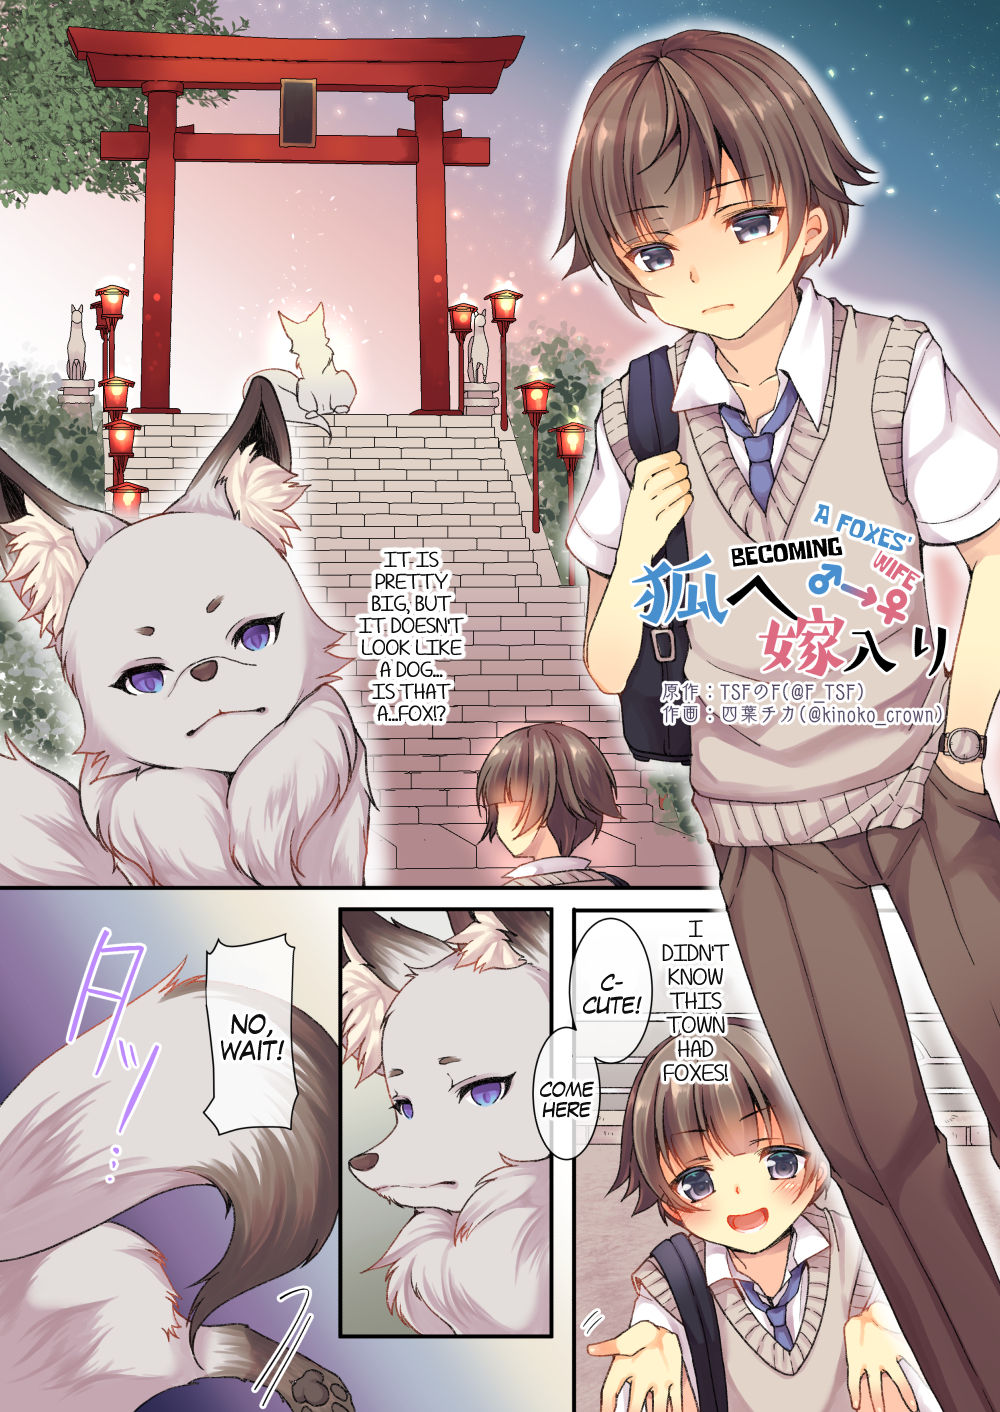 A FOXES'
BECOMING
WIFE
狐へ
嫁入り
原作：TSFのF(@F_TSF)
作画：四葉チカ(@kinoko_crown)
IT IS
PRETTY
BIG, BUT
IT DOESN'T
LOOK LIKE
A DOG...
IS THAT
A...FOX!?
I
DIDN'T
KNOW
THIS
TOWN
HAD
FOXES!
C-
CUTE!
COME
HERE
NO,
WAIT!
タッ…